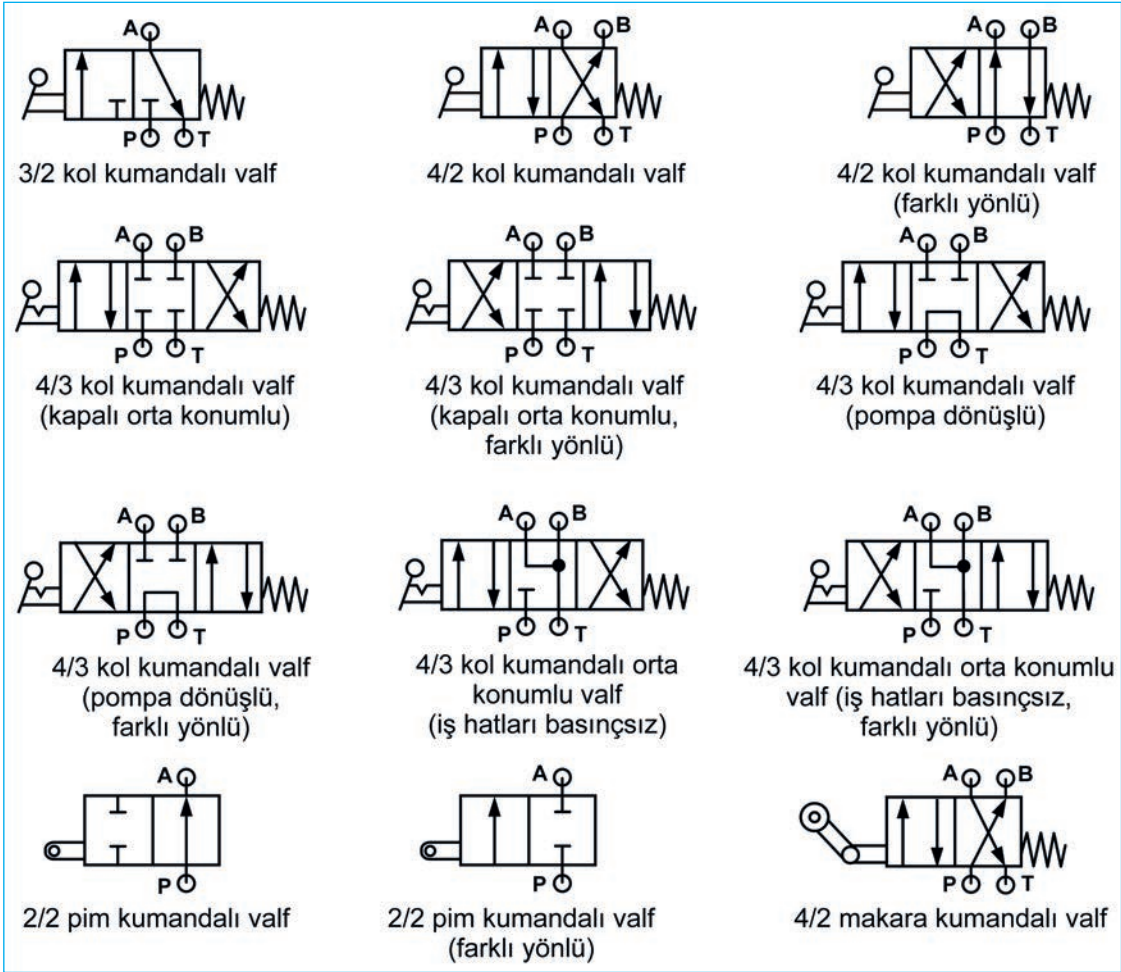 A
P T
3/2 kol kumandalı valf
A B
P T
4/2 kol kumandalı valf
A B
P T
4/2 kol kumandalı valf
(farklı yönlü)
A B
P T
4/3 kol kumandalı valf
(kapalı orta konumlu)
A B
P T
4/3 kol kumandalı valf
(kapalı orta konumlu,
farklı yönlü)
A B
P T
4/3 kol kumandalı valf
(pompa dönüşlü)
A B
P T
4/3 kol kumandalı valf
(pompa dönüşlü,
farklı yönlü)
A B
P T
4/3 kol kumandalı orta
konumlu valf
(iş hatları basınçsız)
A B
P T
4/3 kol kumandalı orta konumlu
valf (iş hatları basınçsız,
farklı yönlü)
A
P
2/2 pim kumandalı valf
A
P
2/2 pim kumandalı valf
(farklı yönlü)
A B
P T
4/2 makara kumandalı valf